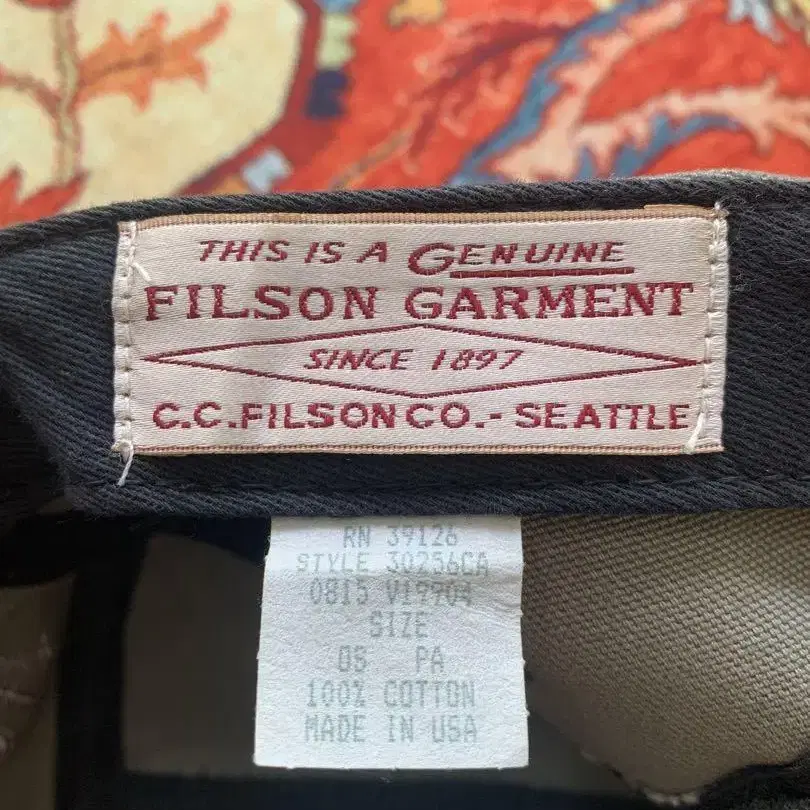 THIS IS A GENUINE
FILSON GARMENT
SINCE 1897
C.C.FILSON CO.- SEATTLE
RN 39126
STYLE 30256CA
0815 V19904
SIZE
OS PA
100% COTTON
MADE IN USA